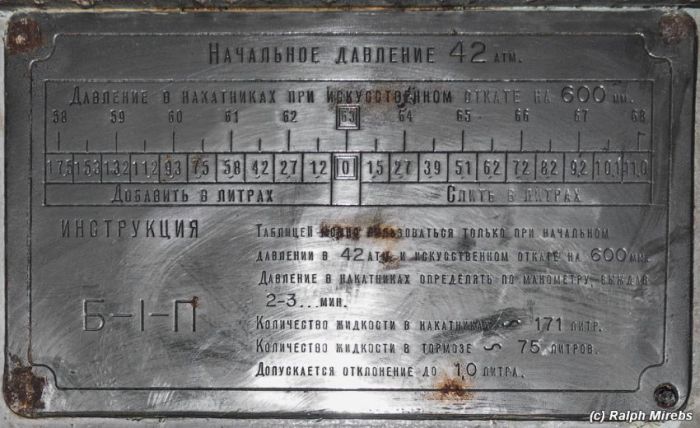 НАЧАЛЬНОЕ ДАВЛЕНИЕ 42 АТМ.
ДАВЛЕНИЕ В НАКАТНИКАХ ПРИ ИСКУССТВЕННОМ ОТКАТЕ НА 600 ММ.
58 59 60 61 62 63 64 65 66 67 68
17,5 15,3 13,2 11,2 9,3 7,5 5,8 4,2 2,7 1,2 0 1,5 2,7 3,9 5,1 6,2 7,2 8,2 9,2 10,1 11,0
ДОБАВИТЬ В ЛИТРАХ СЛИТЬ В ЛИТРАХ
ИНСТРУКЦИЯ
Б-1-П
ТАБЛИЦЕЙ МОЖНО ПОЛЬЗОВАТЬСЯ ТОЛЬКО ПРИ НАЧАЛЬНОМ
ДАВЛЕНИИ В 42 АТМ. И ИСКУССТВЕННОМ ОТКАТЕ НА 600 ММ.
ДАВЛЕНИЕ В НАКАТНИКАХ ОПРЕДЕЛЯТЬ ПО МАНОМЕТРУ, ВЫЖДАВ
2-3... МИН.
КОЛИЧЕСТВО ЖИДКОСТИ В НАКАТНИКАХ ∽ 171 ЛИТР.
КОЛИЧЕСТВО ЖИДКОСТИ В ТОРМОЗЕ ∽ 75 ЛИТРОВ.
ДОПУСКАЕТСЯ ОТКЛОНЕНИЕ ДО 1,0 ЛИТРА.
(c) Ralph Mirebs